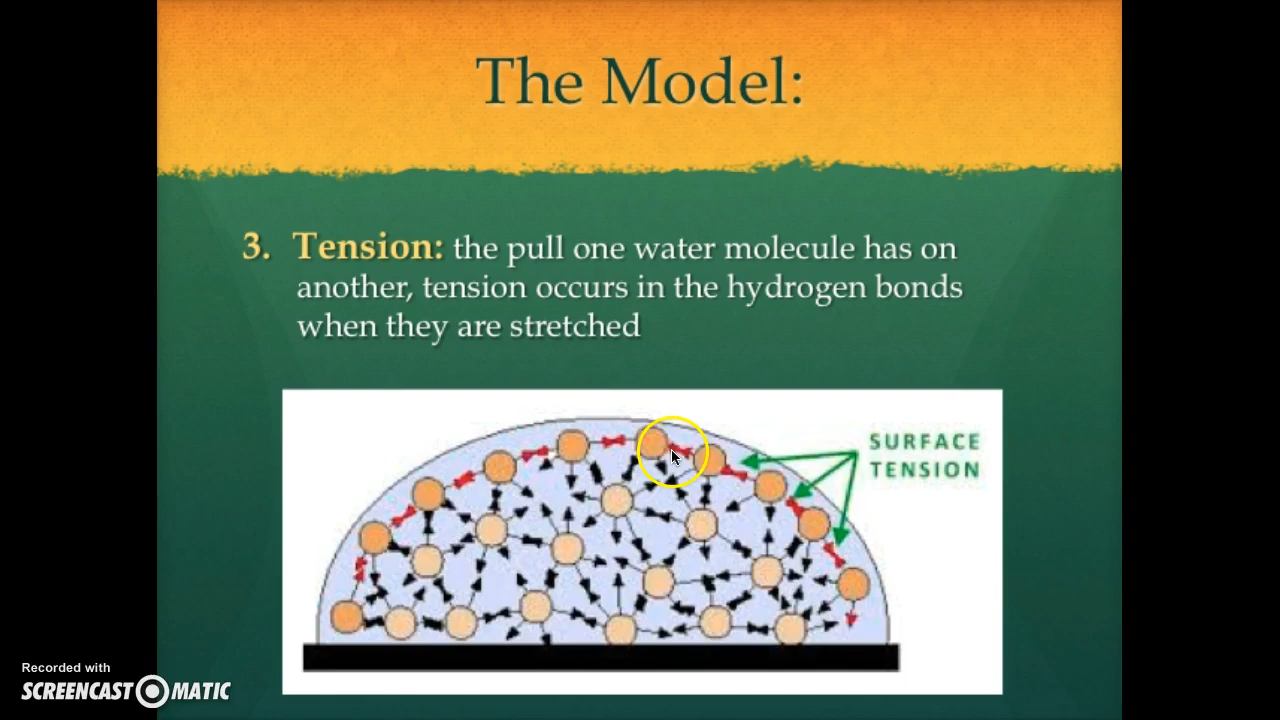 The Model:
3. Tension: the pull one water molecule has on
another, tension occurs in the hydrogen bonds
when they are stretched
SURFACE
TENSION
Recorded with
SCREENCAST MATIC